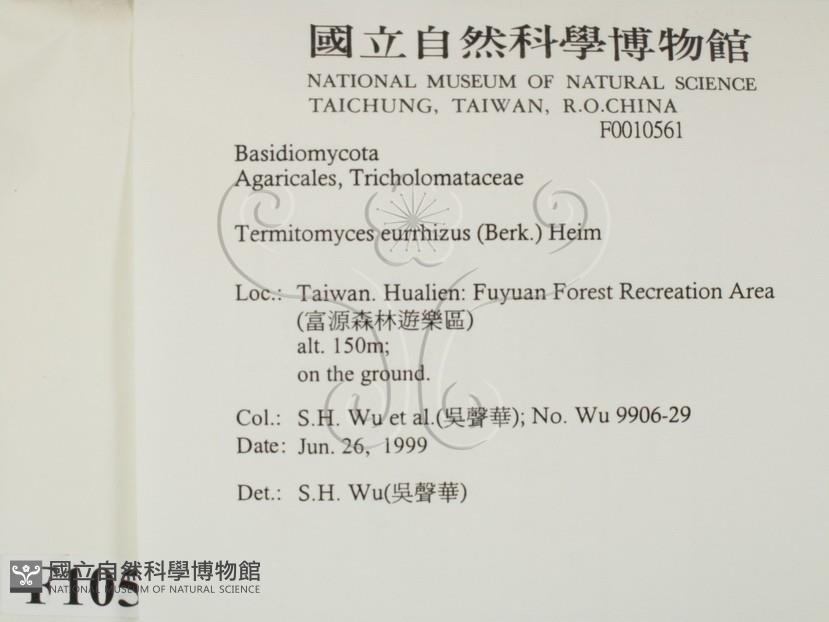 國立自然科學博物館
NATIONAL MUSEUM OF NATURAL SCIENCE
TAICHUNG, TAIWAN, R.O.CHINA
F0010561
Basidiomycota
Agaricales, Tricholomataceae
Termitomyces eurrhizus (Berk.) Heim
Loc.: Taiwan. Hualien: Fuyuan Forest Recreation Area
(富源森林遊樂區)
alt. 150m;
on the ground.
Col.: S.H. Wu et al.(吳聲華); No. Wu 9906-29
Date: Jun. 26, 1999
Det.: S.H. Wu(吳聲華)
國立自然科學博物館
NATIONAL MUSEUM OF NATURAL SCIENCE
F105